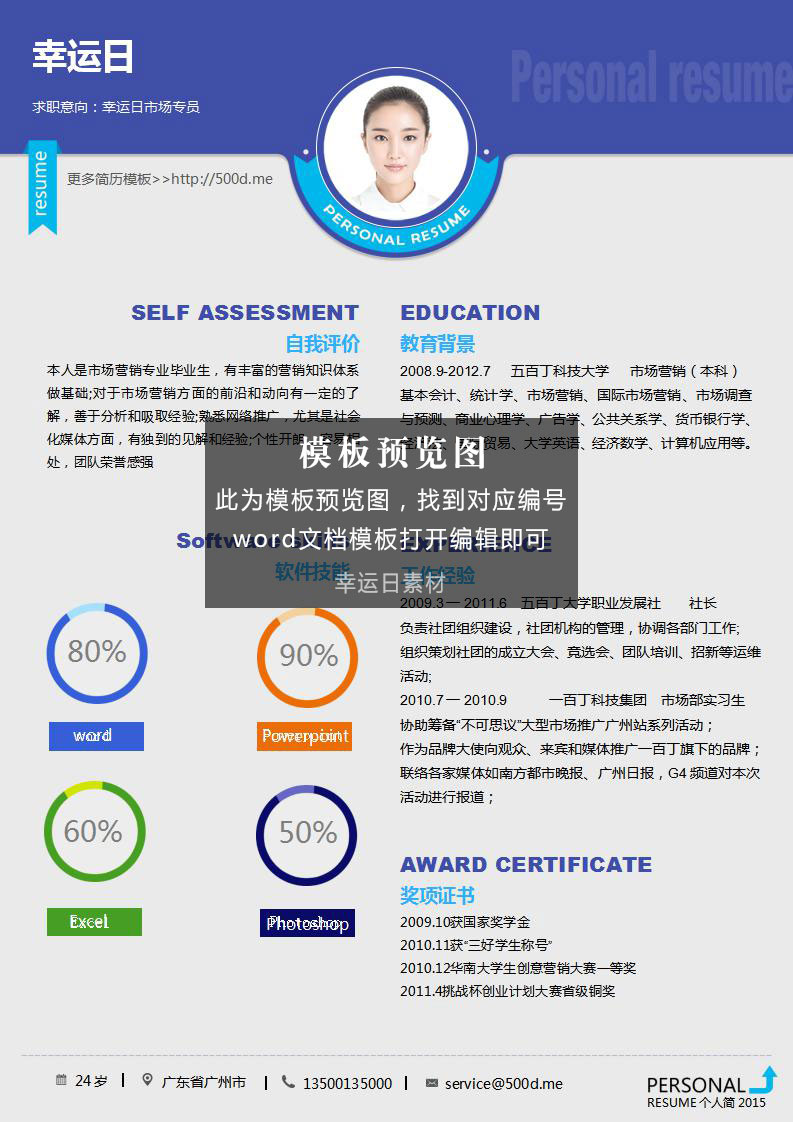 幸运日
Personal resume
求职意向：幸运日市场专员
resume
更多简历模板>>http://500d.me
PERSONAL RESUME
SELF ASSESSMENT
自我评价
本人是市场营销专业毕业生，有丰富的营销知识体系
做基础;对于市场营销方面的前沿和动向有一定的了
解，善于分析和吸取经验;熟悉网络推广，尤其是社会
化媒体方面，有独到的见解和经验;个性开朗
处，团队荣誉感强
EDUCATION
教育背景
2008.9-2012.7 五百丁科技大学 市场营销（本科）
基本会计、统计学、市场营销、国际市场营销、市场调查
与预测、商业心理学、广告学、公共关系学、货币银行学、
贸易、大学英语、经济数学、计算机应用等。
模板预览图
此为模板预览图，找到对应编号
word文档模板打开编辑即可
幸运日素材
Software skills
软件技能
80%
word
90%
Powerpoint
60%
Excel
50%
Photoshop
EXPERIENCE
工作经验
2009.3 — 2011.6 五百丁大学职业发展社 社长
负责社团组织建设，社团机构的管理，协调各部门工作;
组织策划社团的成立大会、竟选会、团队培训、招新等运维
活动;
2010.7 — 2010.9 一百丁科技集团 市场部实习生
协助筹备“不可思议”大型市场推广广州站系列活动；
作为品牌大使向观众、来宾和媒体推广一百丁旗下的品牌；
联络各家媒体如南方都市晚报、广州日报，G4 频道对本次
活动进行报道；
AWARD CERTIFICATE
奖项证书
2009.10获国家奖学金
2010.11获“三好学生称号”
2010.12华南大学生创意营销大赛一等奖
2011.4挑战杯创业计划大赛省级铜奖
24 岁 | 广东省广州市 | 13500135000 | service@500d.me
PERSONAL
RESUME 个人简 2015